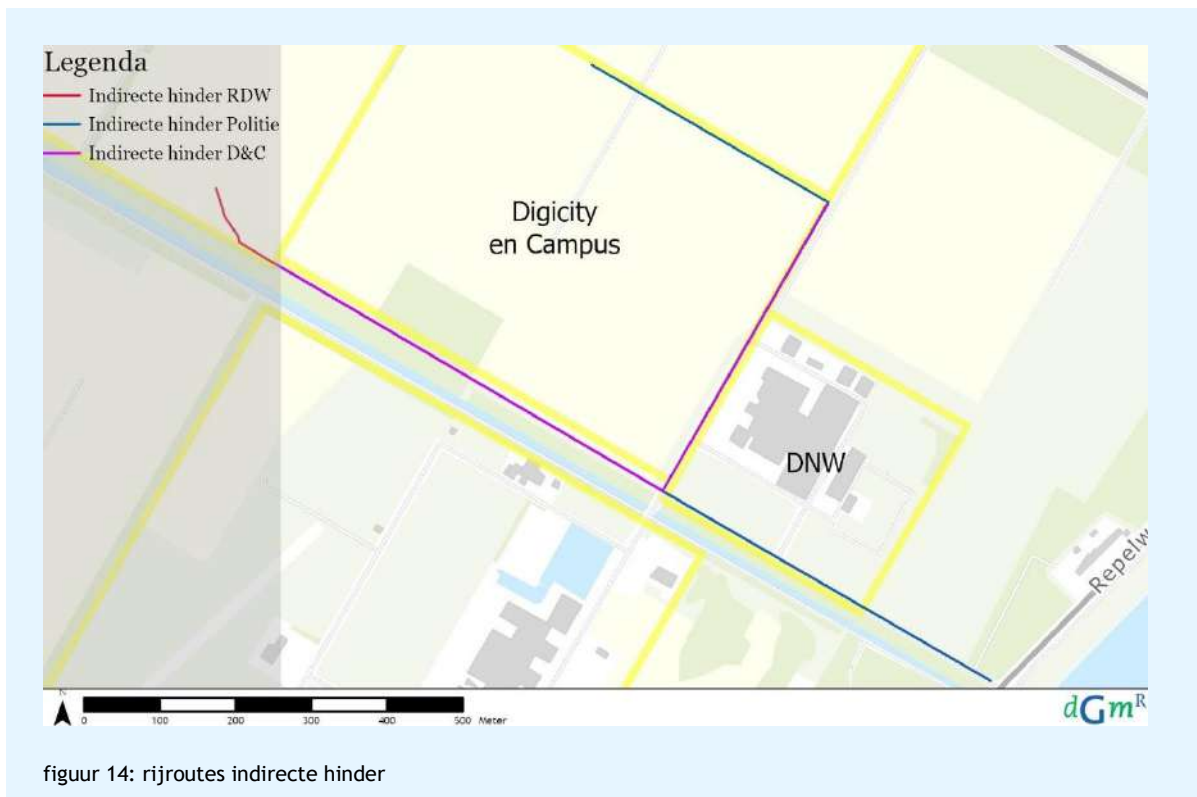 Legenda
Indirecte hinder RDW
Indirecte hinder Politie
Indirecte hinder D&C
Digicity
en Campus
DNW
Repelw
N
0 100 200 300 400 500 Meter
dGmR
figuur 14: rijroutes indirecte hinder